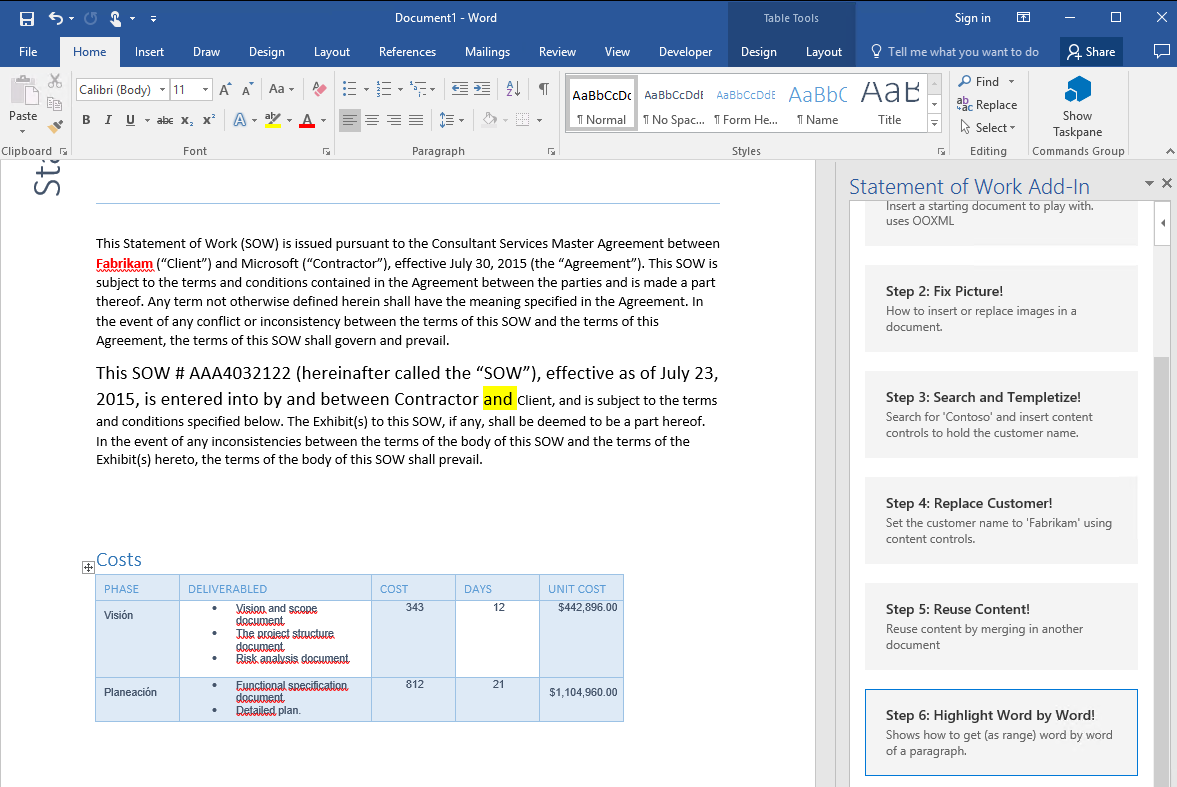 Document1 - Word
Table Tools
Sign in
File Home Insert Draw Design Layout References Mailings Review View Developer Design Layout Tell me what you want to do Share
Paste
Clipboard
Calibri (Body) 11
Aa
B I U abc x₂ x²
A A
Font
Paragraph
AaBbCcDc AaBbCcDdE AaBbCcDdE AaBbC AaB
¶ Normal ¶ No Spac... ¶ Form He... ¶ Name Title
Styles
Find
Replace
Select
Editing
Show
Taskpane
Commands Group
This Statement of Work (SOW) is issued pursuant to the Consultant Services Master Agreement between
Fabrikam (“Client”) and Microsoft (“Contractor”), effective July 30, 2015 (the “Agreement”). This SOW is
subject to the terms and conditions contained in the Agreement between the parties and is made a part
thereof. Any term not otherwise defined herein shall have the meaning specified in the Agreement. In
the event of any conflict or inconsistency between the terms of this SOW and the terms of this
Agreement, the terms of this SOW shall govern and prevail.
This SOW # AAA4032122 (hereinafter called the “SOW”), effective as of July 23,
2015, is entered into by and between Contractor and Client, and is subject to the terms
and conditions specified below. The Exhibit(s) to this SOW, if any, shall be deemed to be a part hereof.
In the event of any inconsistencies between the terms of the body of this SOW and the terms of the
Exhibit(s) hereto, the terms of the body of this SOW shall prevail.
Costs
PHASE DELIVERABLED COST DAYS UNIT COST
Visión
• Vision and scope
document.
• The project structure
document.
• Risk analysis document.
343 12 $442,896.00
Planeación
• Functional specification
document.
• Detailed plan.
812 21 $1,104,960.00
Statement of Work Add-In
Insert a starting document to play with.
uses OOXML
Step 2: Fix Picture!
How to insert or replace images in a
document.
Step 3: Search and Templetize!
Search for 'Contoso' and insert content
controls to hold the customer name.
Step 4: Replace Customer!
Set the customer name to 'Fabrikam' using
content controls.
Step 5: Reuse Content!
Reuse content by merging in another
document
Step 6: Highlight Word by Word!
Shows how to get (as range) word by word
of a paragraph.